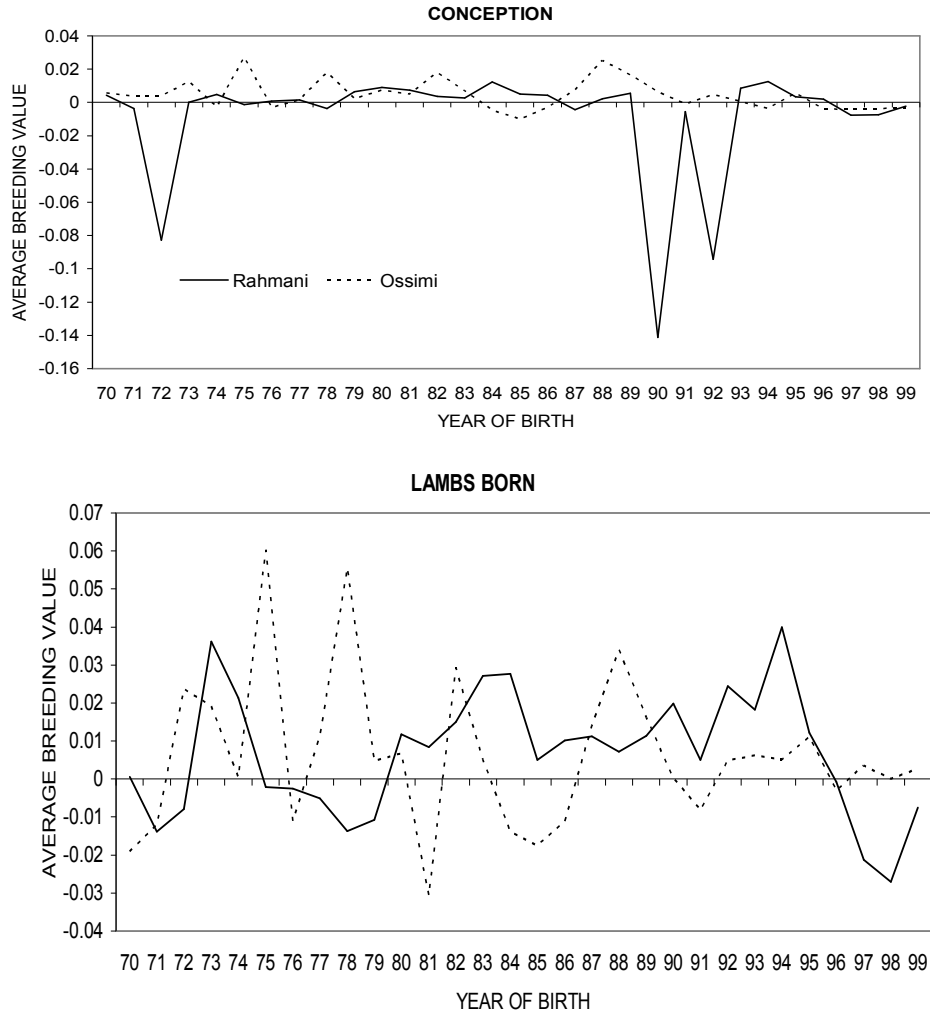 CONCEPTION
0.04
0.02
0
-0.02
-0.04
-0.06
-0.08
-0.1
-0.12
-0.14
-0.16
AVERAGE BREEDING VALUE
Rahmani Ossimi
70 71 72 73 74 75 76 77 78 79 80 81 82 83 84 85 86 87 88 89 90 91 92 93 94 95 96 97 98 99
YEAR OF BIRTH
LAMBS BORN
0.07
0.06
0.05
0.04
0.03
0.02
0.01
0
-0.01
-0.02
-0.03
-0.04
AVERAGE BREEDING VALUE
70 71 72 73 74 75 76 77 78 79 80 81 82 83 84 85 86 87 88 89 90 91 92 93 94 95 96 97 98 99
YEAR OF BIRTH